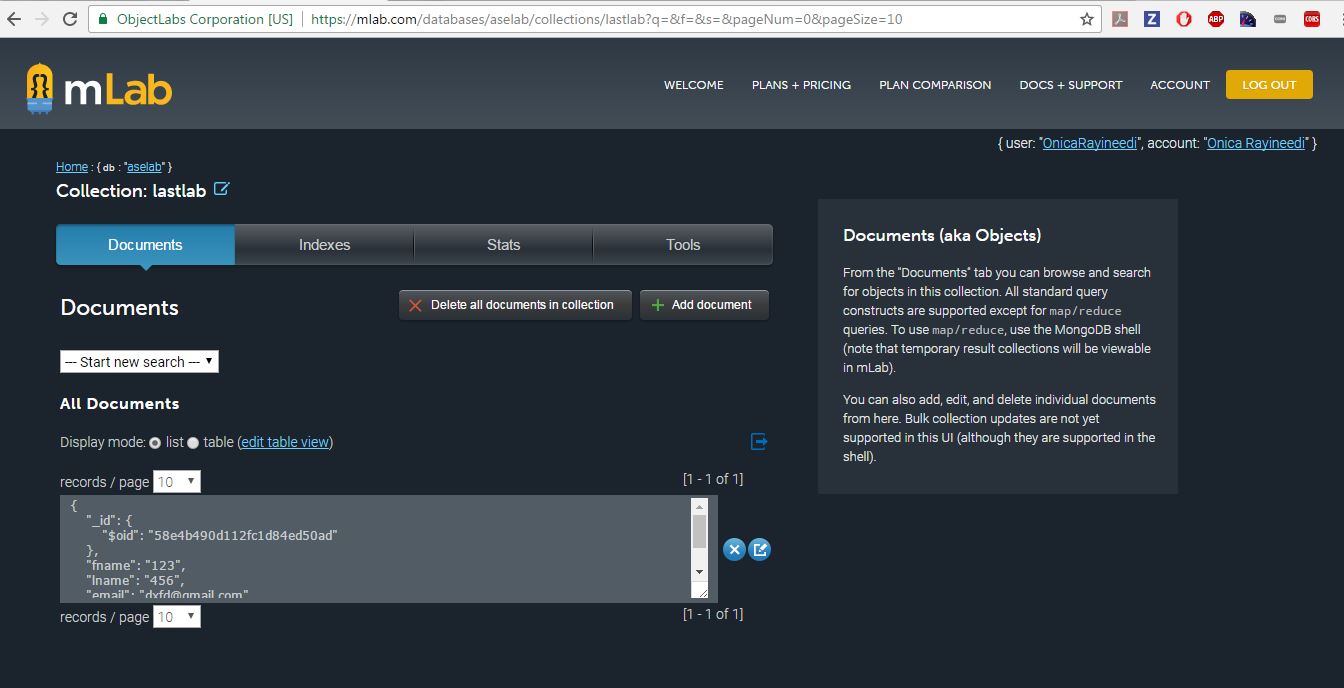 ObjectLabs Corporation [US] https://mlab.com/databases/aselab/collections/lastlab?q=&f=&s=&pageNum=0&pageSize=10
ABP
CORS
mLab
WELCOME PLANS + PRICING PLAN COMPARISON DOCS + SUPPORT ACCOUNT LOG OUT
{ user: "OnicaRayineedi", account: "Onica Rayineedi" }
Home : { db : "aselab" }
Collection: lastlab
Documents Indexes Stats Tools
Documents
Delete all documents in collection
Add document
--- Start new search ---
All Documents
Display mode: list table (edit table view)
records / page 10 [1 - 1 of 1]
{
"_id": {
"$oid": "58e4b490d112fc1d84ed50ad"
},
"fname": "123",
"lname": "456",
"email": "dxfd@gmail.com"
records / page 10 [1 - 1 of 1]
Documents (aka Objects)
From the "Documents" tab you can browse and search
for objects in this collection. All standard query
constructs are supported except for map/reduce
queries. To use map/reduce, use the MongoDB shell
(note that temporary result collections will be viewable
in mLab).
You can also add, edit, and delete individual documents
from here. Bulk collection updates are not yet
supported in this UI (although they are supported in the
shell).